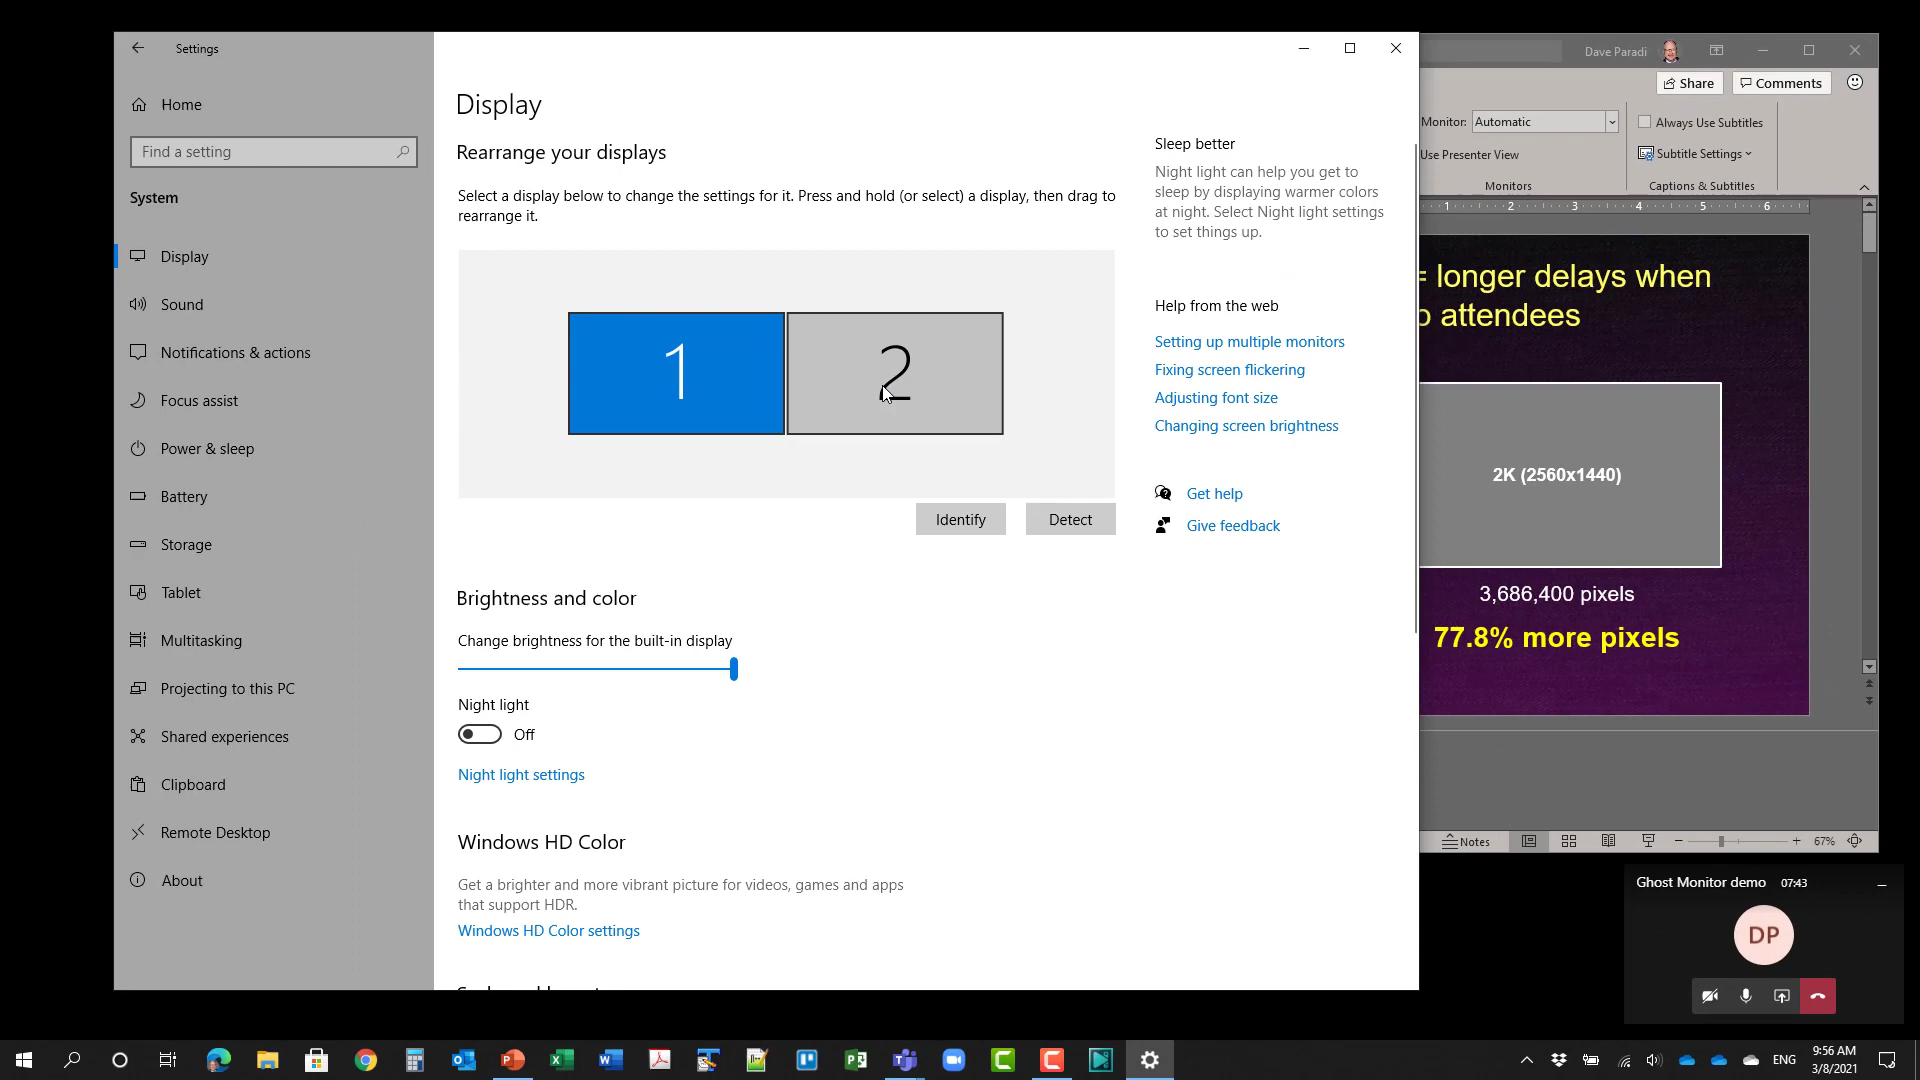 Settings
Home
Find a setting
System
Display
Sound
Notifications & actions
Focus assist
Power & sleep
Battery
Storage
Tablet
Multitasking
Projecting to this PC
Shared experiences
Clipboard
Remote Desktop
About
Display
Rearrange your displays
Select a display below to change the settings for it. Press and hold (or select) a display, then drag to
rearrange it.
1
2
Identify
Detect
Brightness and color
Change brightness for the built-in display
Night light
Off
Night light settings
Windows HD Color
Get a brighter and more vibrant picture for videos, games and apps
that support HDR.
Windows HD Color settings
Sleep better
Night light can help you get to
sleep by displaying warmer colors
at night. Select Night light settings
to set things up.
Help from the web
Setting up multiple monitors
Fixing screen flickering
Adjusting font size
Changing screen brightness
Get help
Give feedback
Dave Paradi
Share
Comments
Monitor: Automatic
Always Use Subtitles
Use Presenter View
Subtitle Settings
Monitors
Captions & Subtitles
1 2 3 4 5 6
= longer delays when
attendees
2K (2560x1440)
3,686,400 pixels
77.8% more pixels
Notes
67%
Ghost Monitor demo 07:43
DP
ENG
9:56 AM
3/8/2021